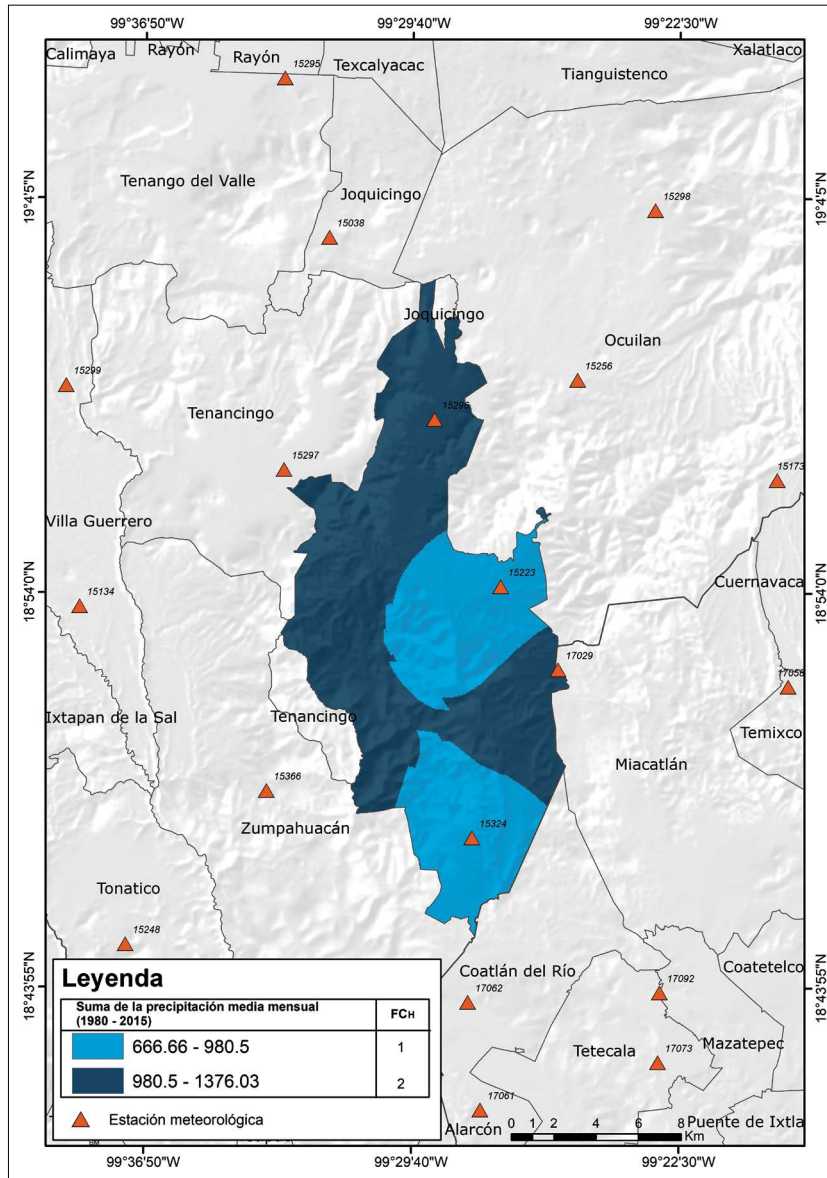 99°36'50"W
99°29'40"W
99°22'30"W
Calimaya
Rayón
Rayón
Texcalyacac
Xalatlaco
15295
Tianguistenco
Tenango del Valle
Joquicingo
19°4'5"N
19°4'5"N
15298
15038
Joquicingo
Ocuilan
15299
15256
Tenancingo
15296
15297
15173
Villa Guerrero
Cuernavaca
18°54'0"N
18°54'0"N
15134
15223
17029
17058
Ixtapan de la Sal
Tenancingo
Temixco
Miacatlán
15366
Zumpahuacán
15324
Tonatico
15248
Coatlán del Río
Coatetelco
18°43'55"N
18°43'55"N
17062
17092
Tetecala
17073
Mazatepec
17061
Alarcón
Puente de Ixtla
Leyenda
Suma de la precipitación media mensual
(1980 - 2015)
FCH
666.66 - 980.5
1
980.5 - 1376.03
2
Estación meteorológica
0 1 2 4 6 8
Km
99°36'50"W
99°29'40"W
99°22'30"W